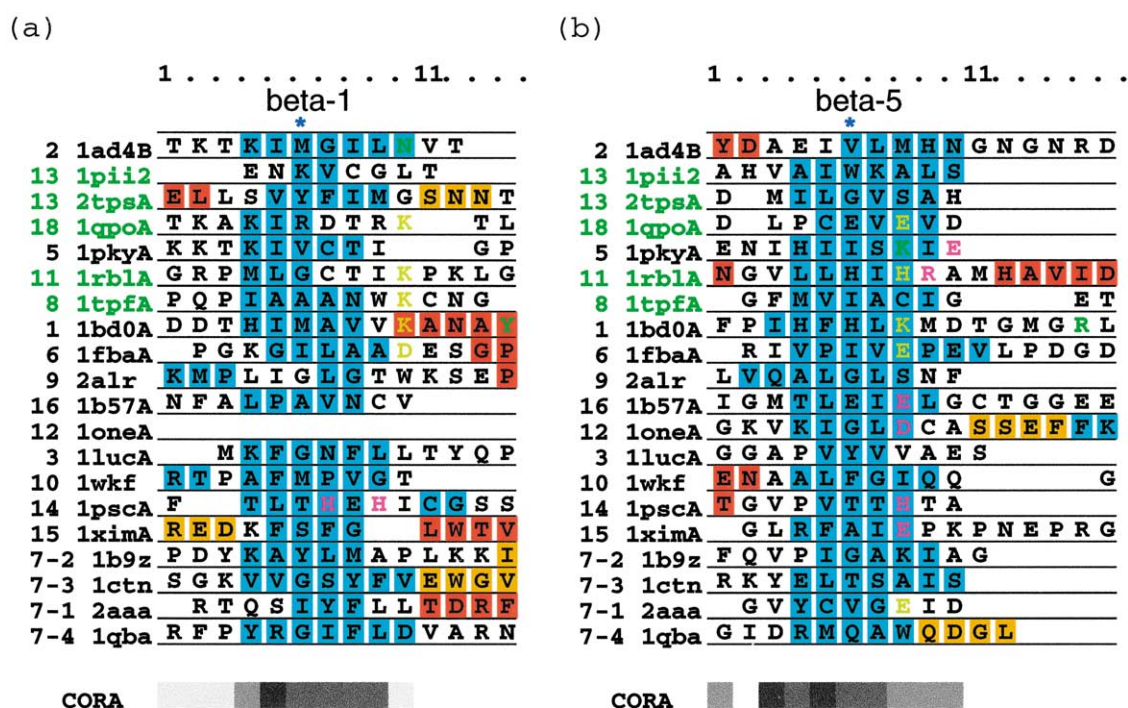 (a) (b)
1 . . . . . . . . . 11 . . . . 1 . . . . . . . . . 11 . . . . . .
beta-1 beta-5
* *
2 1ad4B T K T K I M G I L N V T 2 1ad4B Y D A E I V L M H N G N G N R D
13 1pii2 E N K V C G L T 13 1pii2 A H V A I W K A L S
13 2tpsA E L L S V Y F I M G S N N T 13 2tpsA D M I L G V S A H
18 1qpoA T K A K I R D T R K T L 18 1qpoA D L P C E V E V D
5 1pkyA K K T K I V C T I G P 5 1pkyA E N I H I I S K I E
11 1rblA G R P M L G C T I K P K L G 11 1rblA N G V L L H I H R A M H A V I D
8 1tpfA P Q P I A A A N W K C N G 8 1tpfA G F M V I A C I G E T
1 1bd0A D D T H I M A V V K A N A Y 1 1bd0A F P I H F H L K M D T G M G R L
6 1fbaA P G K G I L A A D E S G P 6 1fbaA R I V P I V E P E V L P D G D
9 2alr K M P L I G L G T W K S E P 9 2alr L V Q A L G L S N F
16 1b57A N F A L P A V N C V 16 1b57A I G M T L E I E L G C T G G E E
12 1oneA 12 1oneA G K V K I G L D C A S S E F F K
3 1lucA M K F G N F L L T Y Q P 3 1lucA G G A P V Y V V A E S
10 1wkf R T P A F M P V G T 10 1wkf E N A A L F G I Q Q G
14 1pscA F T L T H E H I C G S S 14 1pscA T G V P V T T H T A
15 1ximA R E D K F S F G L W T V 15 1ximA G L R F A I E P K P N E P R G
7-2 1b9z P D Y K A Y L M A P L K K I 7-2 1b9z F Q V P I G A K I A G
7-3 1ctn S G K V V G S Y F V E W G V 7-3 1ctn R K Y E L T S A I S
7-1 2aaa R T Q S I Y F L L T D R F 7-1 2aaa G V Y C V G E I D
7-4 1qba R F P Y R G I F L D V A R N 7-4 1qba G I D R M Q A W Q D G L
CORA CORA